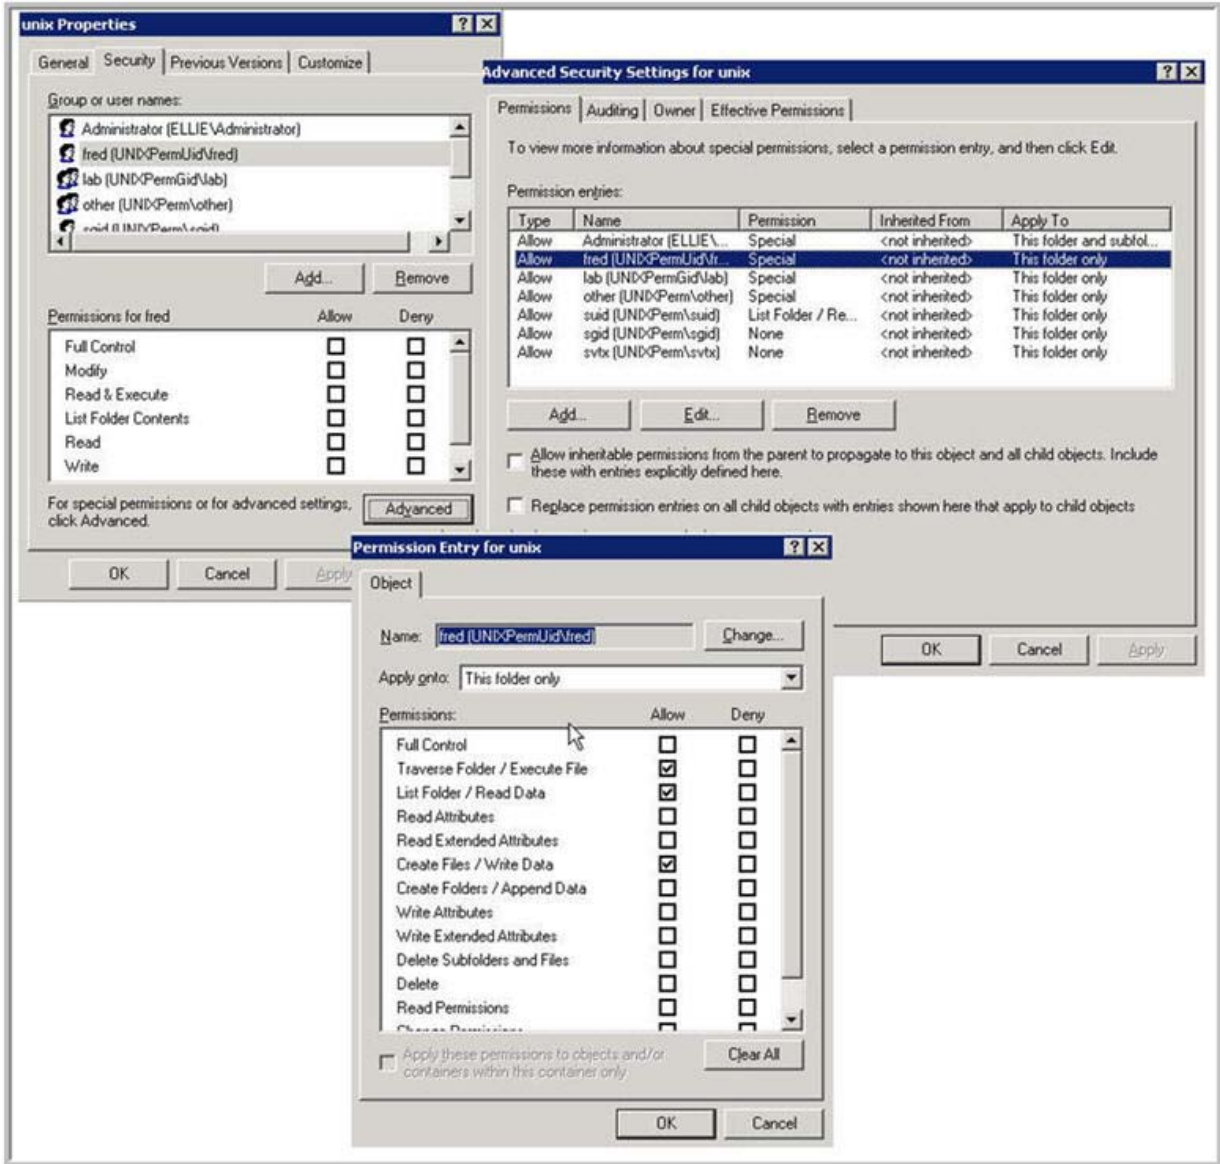 unix Properties
General Security Previous Versions Customize
Group or user names:
Administrator (ELLIE\Administrator)
fred (UNIXPermUid\fred)
lab (UNIXPermGid\lab)
other (UNIXPerm\other)
sgid (UNIXPerm\sgid)
Add... Remove
Permissions for fred Allow Deny
Full Control
Modify
Read & Execute
List Folder Contents
Read
Write
For special permissions or for advanced settings,
click Advanced.
Advanced
OK Cancel Apply
Advanced Security Settings for unix
Permissions Auditing Owner Effective Permissions
To view more information about special permissions, select a permission entry, and then click Edit.
Permission entries:
Type Name Permission Inherited From Apply To
Allow Administrator (ELLIE\... Special <not inherited> This folder and subfol...
Allow fred (UNIXPermUid\fr... Special <not inherited> This folder only
Allow lab (UNIXPermGid\lab) Special <not inherited> This folder only
Allow other (UNIXPerm\other) Special <not inherited> This folder only
Allow suid (UNIXPerm\suid) List Folder / Re... <not inherited> This folder only
Allow sgid (UNIXPerm\sgid) None <not inherited> This folder only
Allow svtx (UNIXPerm\svtx) None <not inherited> This folder only
Add... Edit... Remove
Allow inheritable permissions from the parent to propagate to this object and all child objects. Include
these with entries explicitly defined here.
Replace permission entries on all child objects with entries shown here that apply to child objects
OK Cancel Apply
Permission Entry for unix
Object
Name: fred (UNIXPermUid\fred) Change...
Apply onto: This folder only
Permissions: Allow Deny
Full Control
Traverse Folder / Execute File
List Folder / Read Data
Read Attributes
Read Extended Attributes
Create Files / Write Data
Create Folders / Append Data
Write Attributes
Write Extended Attributes
Delete Subfolders and Files
Delete
Read Permissions
Change Permissions
Apply these permissions to objects and/or
containers within this container only
Clear All
OK Cancel